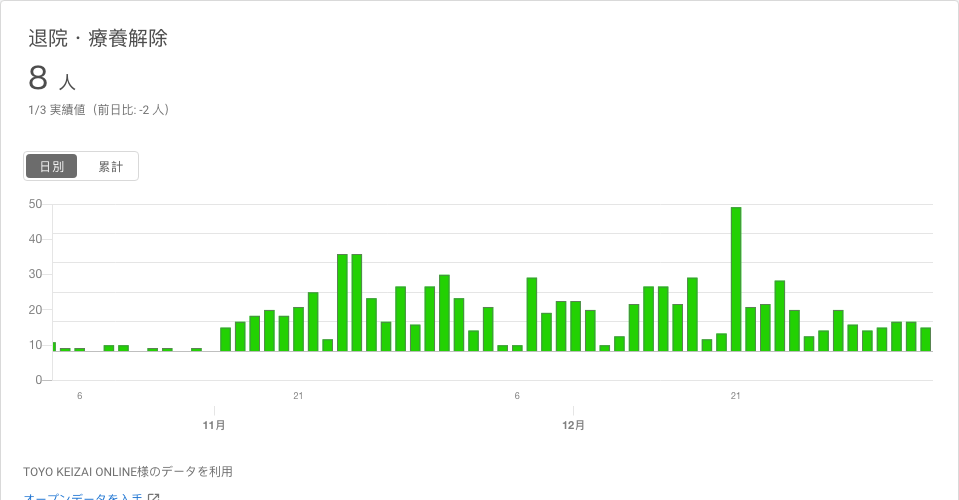 退院・療養解除
8 人
1/3 実績値（前日比: -2 人）
日別 累計
50
40
30
20
10
0
6 21 6 21
11月 12月
TOYO KEIZAI ONLINE様のデータを利用
オープンデータを入手